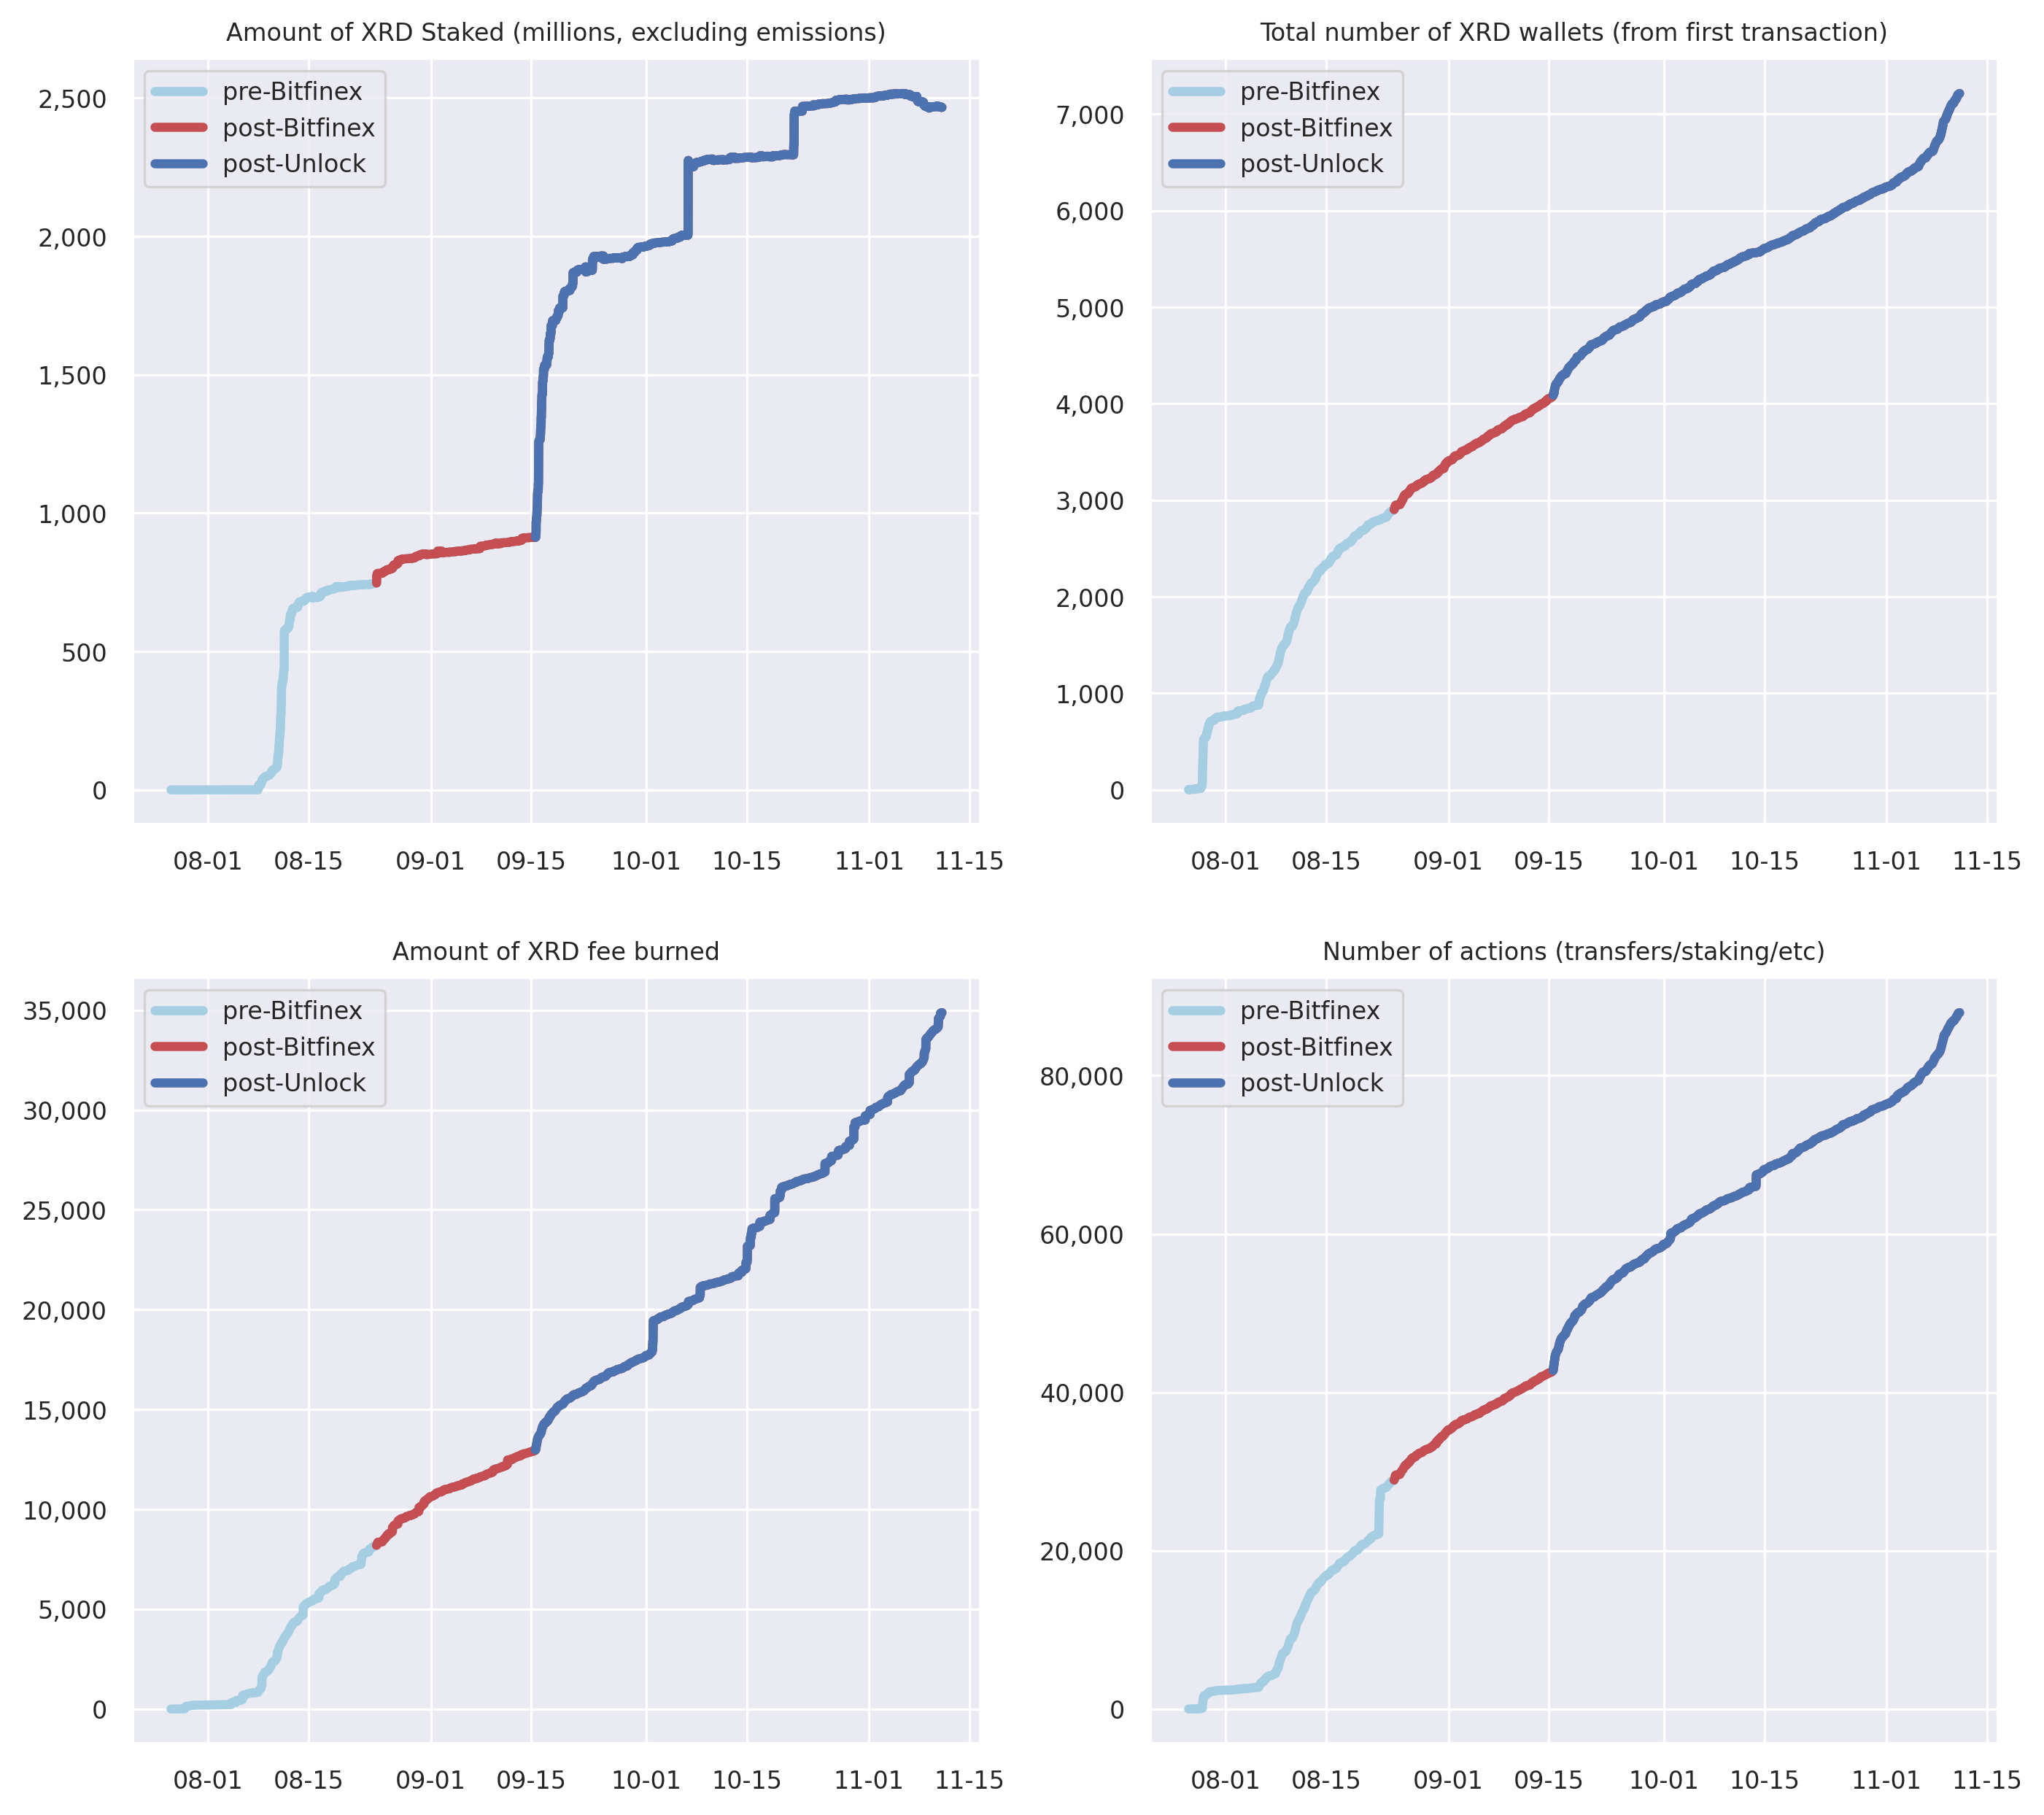 Amount of XRD Staked (millions, excluding emissions)
pre-Bitfinex
post-Bitfinex
post-Unlock
2,500
2,000
1,500
1,000
500
0
08-01 08-15 09-01 09-15 10-01 10-15 11-01 11-15
Total number of XRD wallets (from first transaction)
pre-Bitfinex
post-Bitfinex
post-Unlock
7,000
6,000
5,000
4,000
3,000
2,000
1,000
0
08-01 08-15 09-01 09-15 10-01 10-15 11-01 11-15
Amount of XRD fee burned
pre-Bitfinex
post-Bitfinex
post-Unlock
35,000
30,000
25,000
20,000
15,000
10,000
5,000
0
08-01 08-15 09-01 09-15 10-01 10-15 11-01 11-15
Number of actions (transfers/staking/etc)
pre-Bitfinex
post-Bitfinex
post-Unlock
80,000
60,000
40,000
20,000
0
08-01 08-15 09-01 09-15 10-01 10-15 11-01 11-15